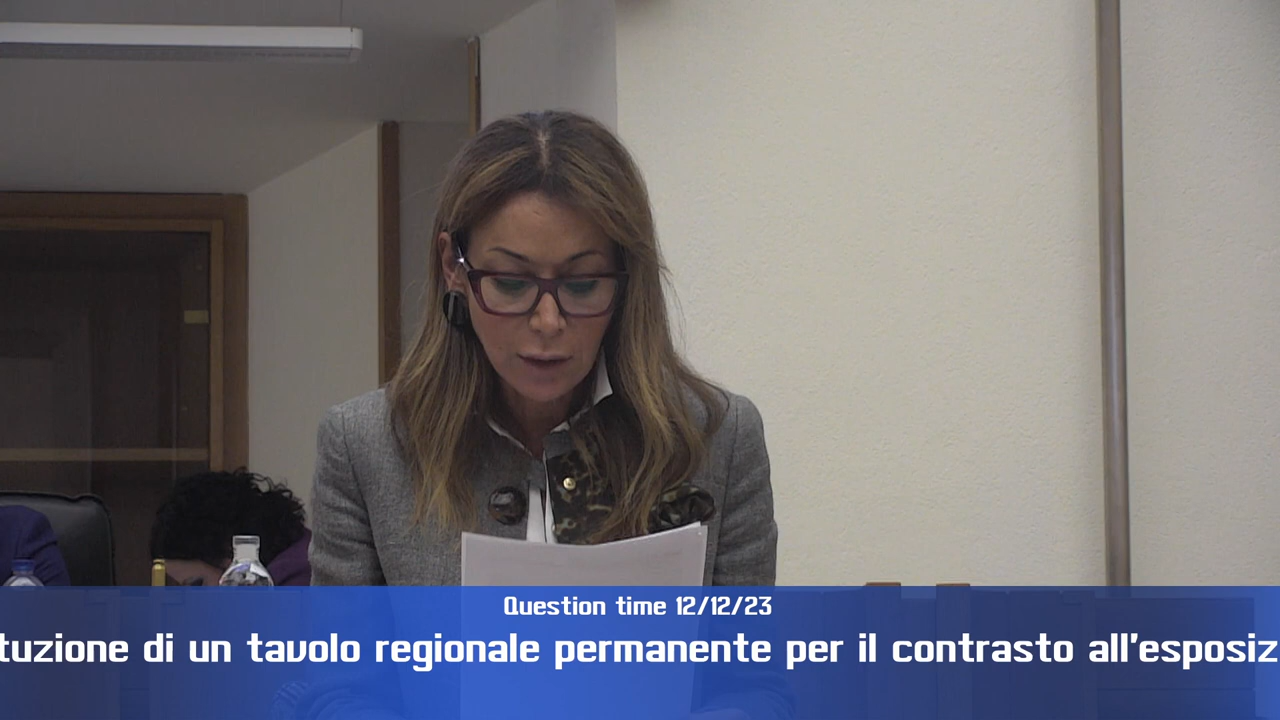 Question time 12/12/23
tuzione di un tavolo regionale permanente per il contrasto all'esposiz